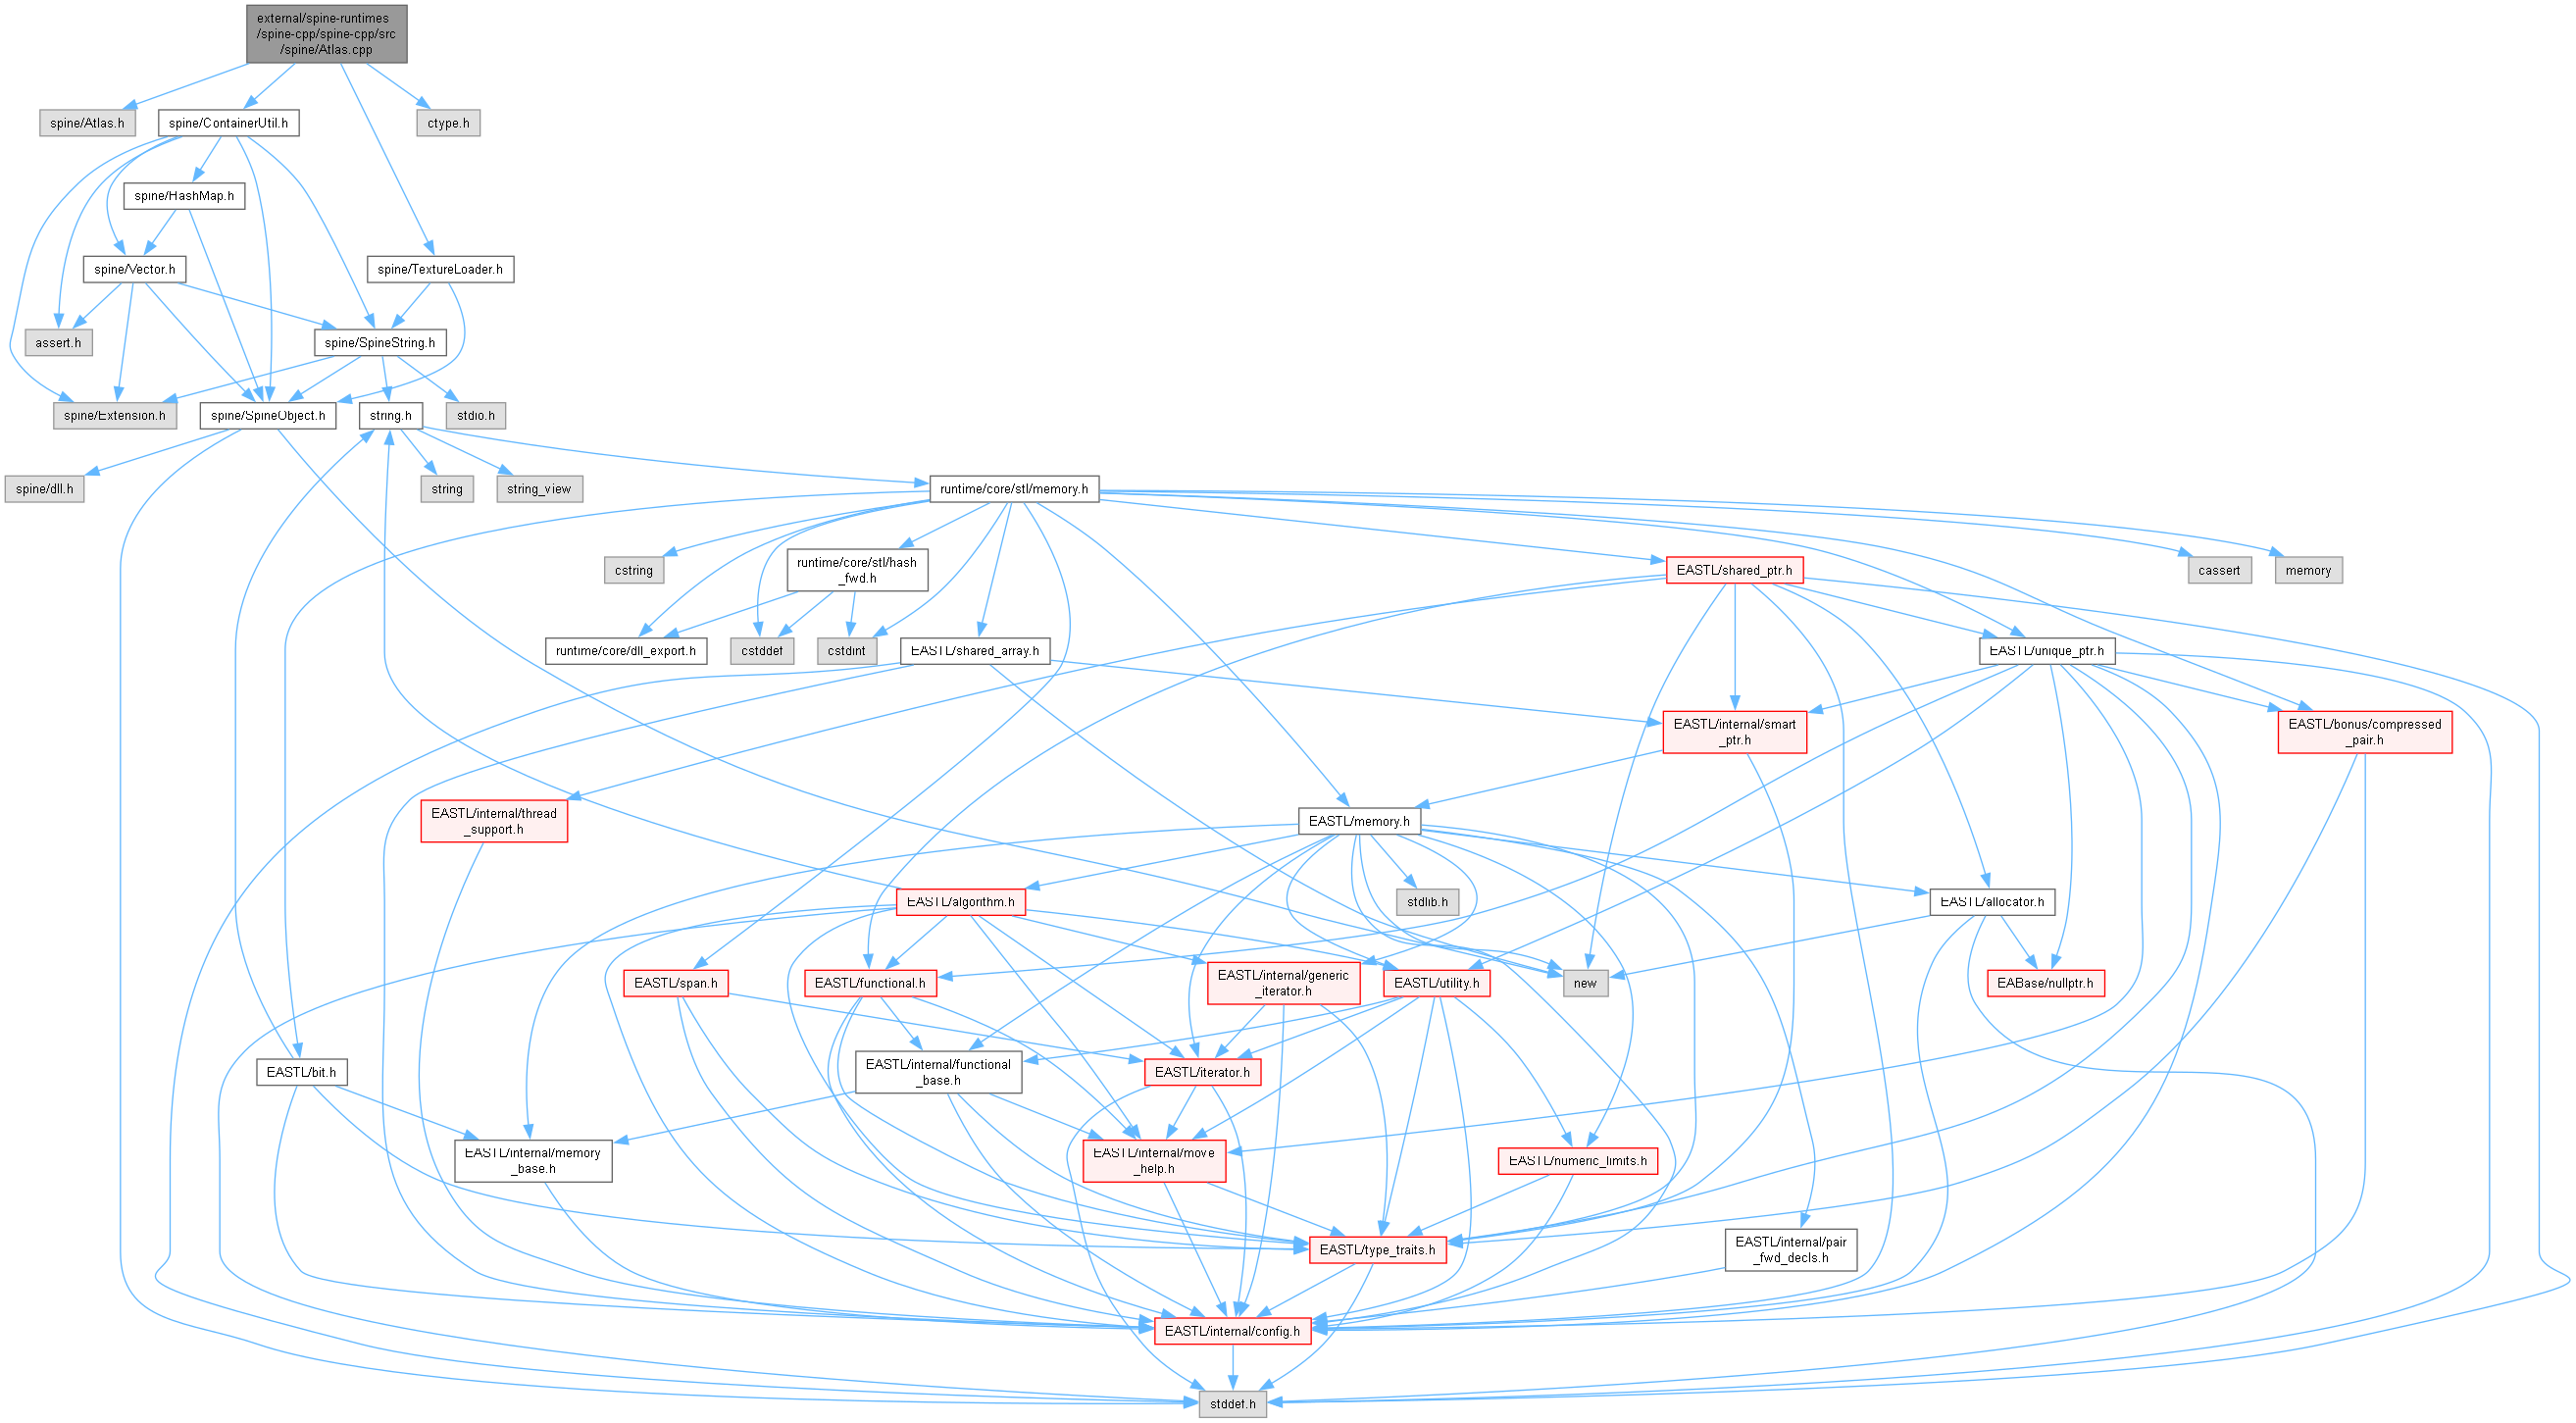 external/spine-runtimes
/spine-cpp/spine-cpp/src
/spine/Atlas.cpp
spine/Atlas.h
spine/ContainerUtil.h
ctype.h
spine/HashMap.h
spine/Vector.h
spine/TextureLoader.h
assert.h
spine/SpineString.h
spine/Extension.h
spine/SpineObject.h
string.h
stdio.h
spine/dll.h
string
string_view
runtime/core/stl/memory.h
cstring
runtime/core/stl/hash
_fwd.h
EASTL/shared_ptr.h
cassert
memory
runtime/core/dll_export.h
cstddef
cstdint
EASTL/shared_array.h
EASTL/unique_ptr.h
EASTL/internal/smart
_ptr.h
EASTL/bonus/compressed
_pair.h
EASTL/internal/thread
_support.h
EASTL/memory.h
EASTL/algorithm.h
stdlib.h
EASTL/allocator.h
EASTL/span.h
EASTL/functional.h
EASTL/internal/generic
_iterator.h
EASTL/utility.h
new
EABase/nullptr.h
EASTL/bit.h
EASTL/internal/functional
_base.h
EASTL/iterator.h
EASTL/internal/memory
_base.h
EASTL/internal/move
_help.h
EASTL/numeric_limits.h
EASTL/type_traits.h
EASTL/internal/pair
_fwd_decls.h
EASTL/internal/config.h
stddef.h